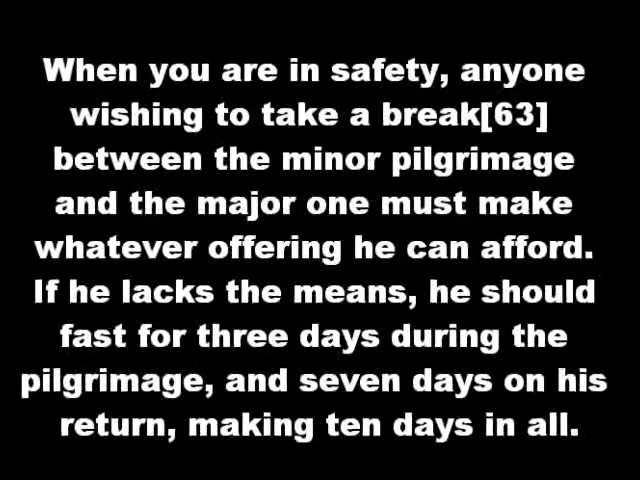 When you are in safety, anyone
wishing to take a break[63]
between the minor pilgrimage
and the major one must make
whatever offering he can afford.
If he lacks the means, he should
fast for three days during the
pilgrimage, and seven days on his
return, making ten days in all.